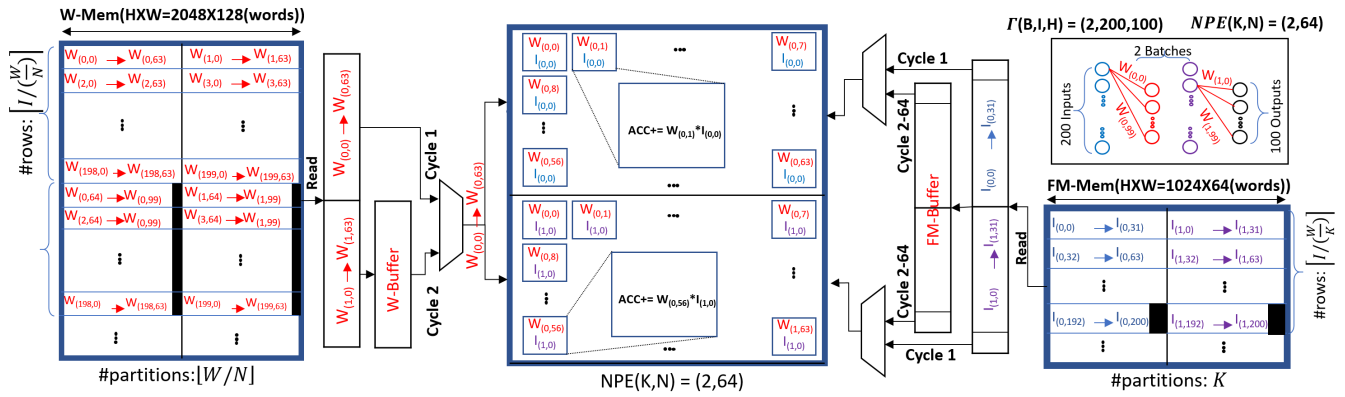 W-Mem(HXW=2048X128(words))
#rows: ⌈I/(W/N)⌉
W(0,0) → W(0,63) W(1,0) → W(1,63)
W(2,0) → W(2,63) W(3,0) → W(3,63)
W(198,0) → W(198,63) W(199,0) → W(199,63)
W(0,64) → W(0,99) W(1,64) → W(1,99)
W(2,64) → W(0,99) W(3,64) → W(1,99)
W(198,0) → W(198,63) W(199,0) → W(199,63)
#partitions:⌊W/N⌋
Read
W(0,0) → W(0,63)
W(1,0) → W(1,63)
W-Buffer
Cycle 1
Cycle 2
W(0,0) → W(0,63)
W(0,0) W(0,1) ••• W(0,7)
I(0,0) I(0,0) I(0,0)
W(0,8)
I(0,0)
ACC+= W(0,1)*I(0,0)
W(0,56) W(0,63)
I(0,0) ••• I(0,0)
W(0,0) W(0,1) ••• W(0,7)
I(1,0) I(1,0) I(1,0)
W(0,8)
I(1,0)
ACC+= W(0,56)*I(1,0)
W(0,56) W(1,63)
I(1,0) ••• I(1,0)
NPE(K,N) = (2,64)
Cycle 1
Cycle 2-64
FM-Buffer
Cycle 2-64
Cycle 1
I(0,0) → I(0,31)
I(1,0) → I(1,31)
Read
Γ(B,I,H) = (2,200,100) NPE(K,N) = (2,64)
2 Batches
200 Inputs
W(0,0)
W(0,99)
W(1,0)
W(1,99)
100 Outputs
FM-Mem(HXW=1024X64(words))
I(0,0) → I(0,31) I(1,0) → I(1,31)
I(0,32) → I(0,63) I(1,32) → I(1,63)
I(0,192) → I(0,200) I(1,192) → I(1,200)
#rows: ⌈I/(W/K)⌉
#partitions: K